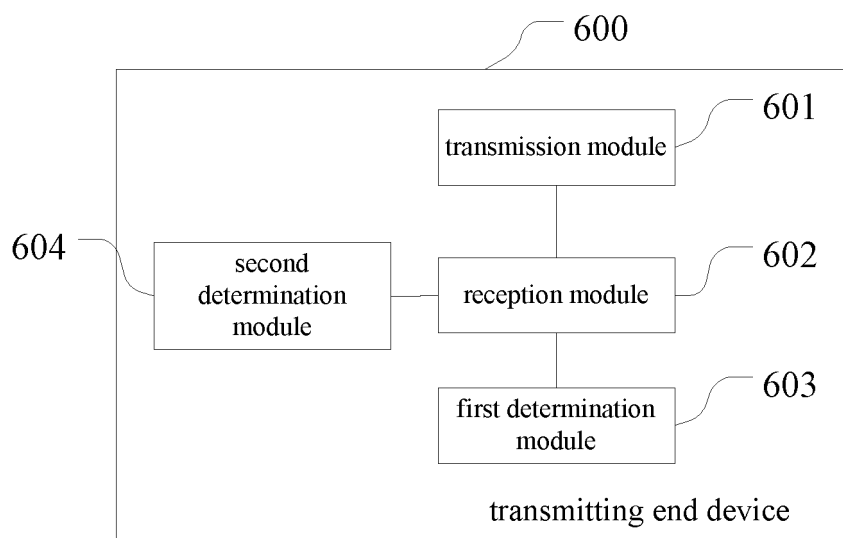 600
601
transmission module
604
second
determination
module
602
reception module
603
first determination
module
transmitting end device